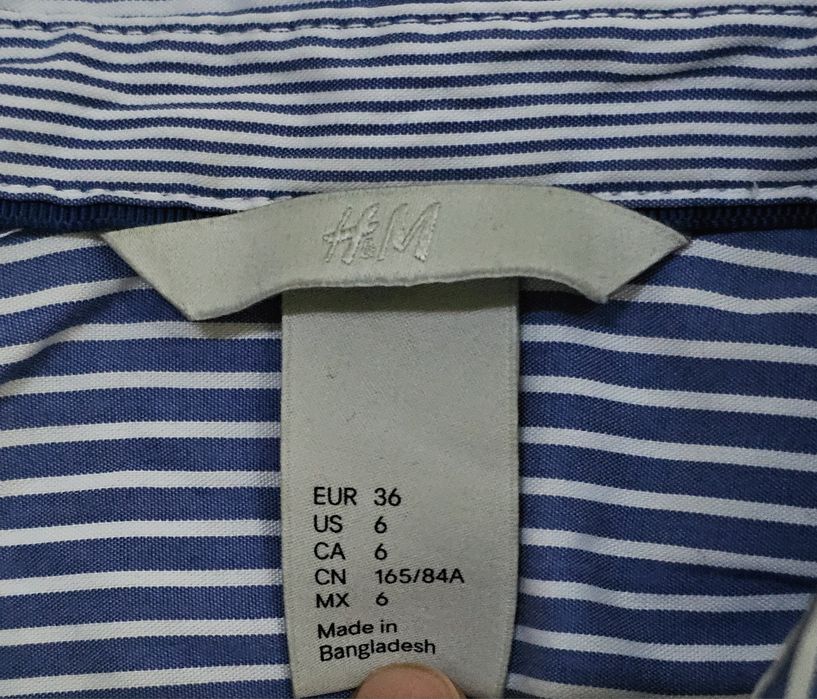 H&M
EUR 36
US 6
CA 6
CN 165/84A
MX 6
Made in
Bangladesh